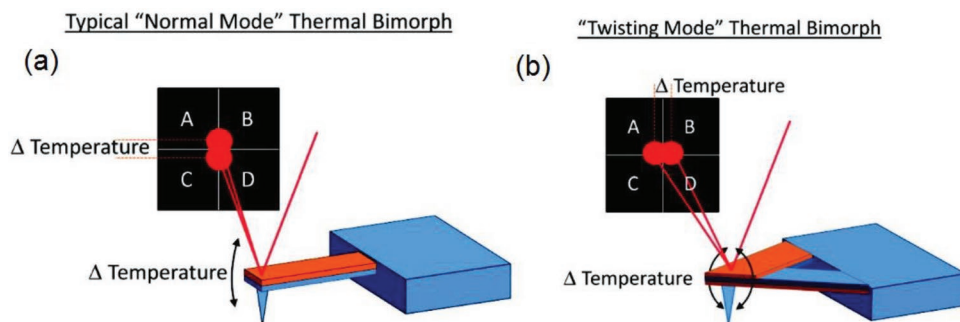 Typical “Normal Mode” Thermal Bimorph
(a)
A B
Δ Temperature
C D
Δ Temperature
“Twisting Mode” Thermal Bimorph
(b)
Δ Temperature
A B
C D
Δ Temperature